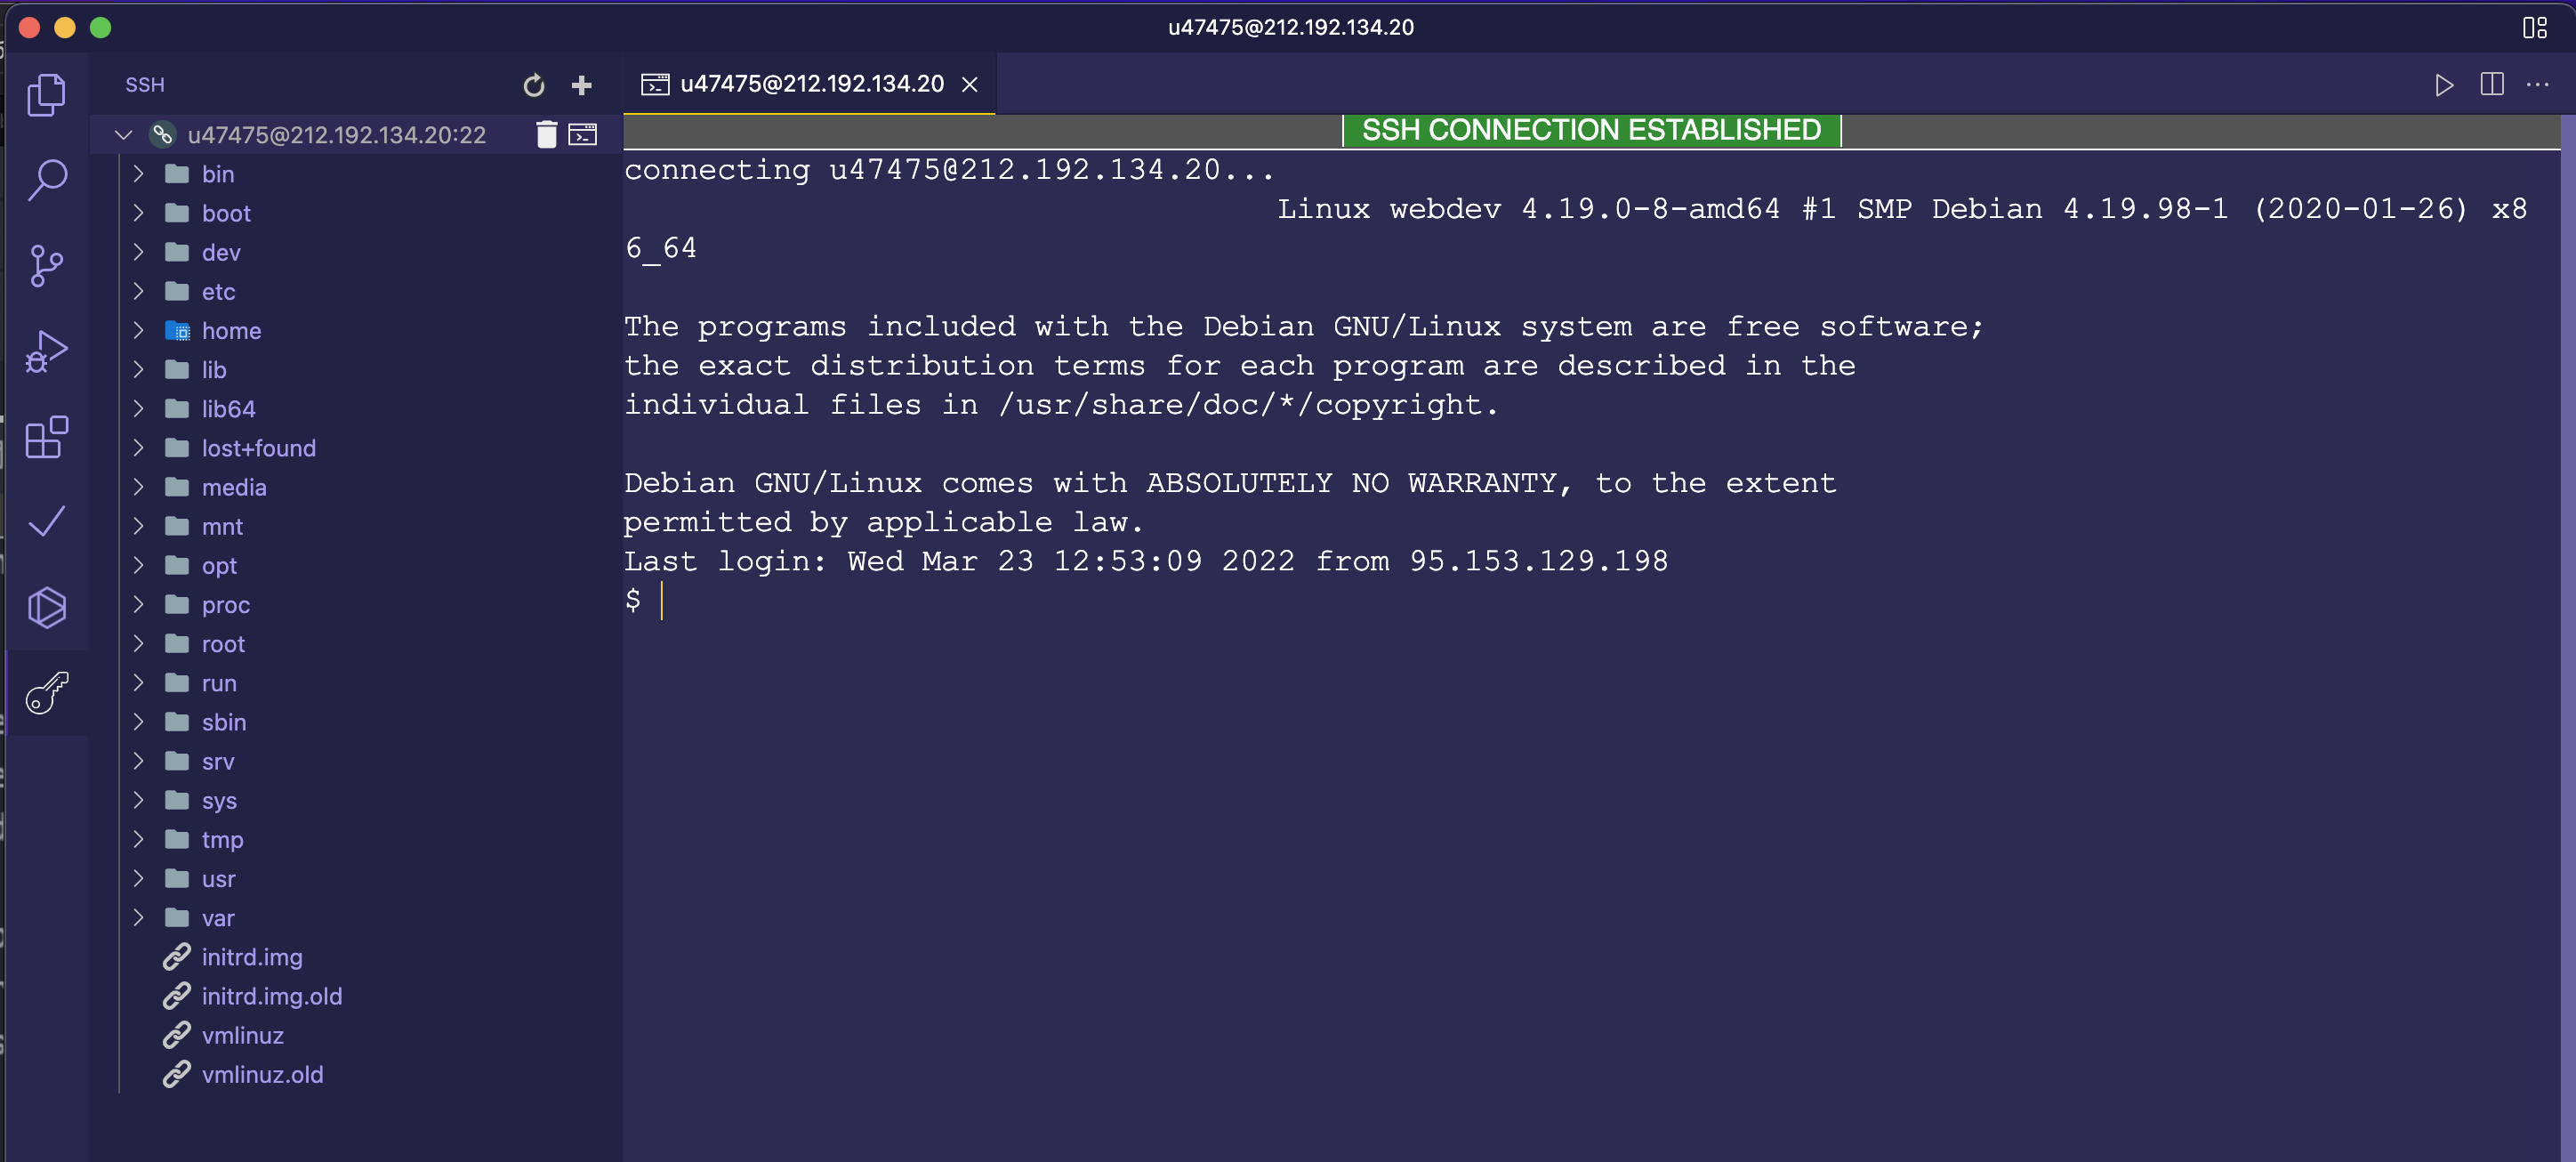 u47475@212.192.134.20
SSH
u47475@212.192.134.20:22
bin
boot
dev
etc
home
lib
lib64
lost+found
media
mnt
opt
proc
root
run
sbin
srv
sys
tmp
usr
var
initrd.img
initrd.img.old
vmlinuz
vmlinuz.old
u47475@212.192.134.20
SSH CONNECTION ESTABLISHED
connecting u47475@212.192.134.20...
Linux webdev 4.19.0-8-amd64 #1 SMP Debian 4.19.98-1 (2020-01-26) x8
6_64
The programs included with the Debian GNU/Linux system are free software;
the exact distribution terms for each program are described in the
individual files in /usr/share/doc/*/copyright.
Debian GNU/Linux comes with ABSOLUTELY NO WARRANTY, to the extent
permitted by applicable law.
Last login: Wed Mar 23 12:53:09 2022 from 95.153.129.198
$